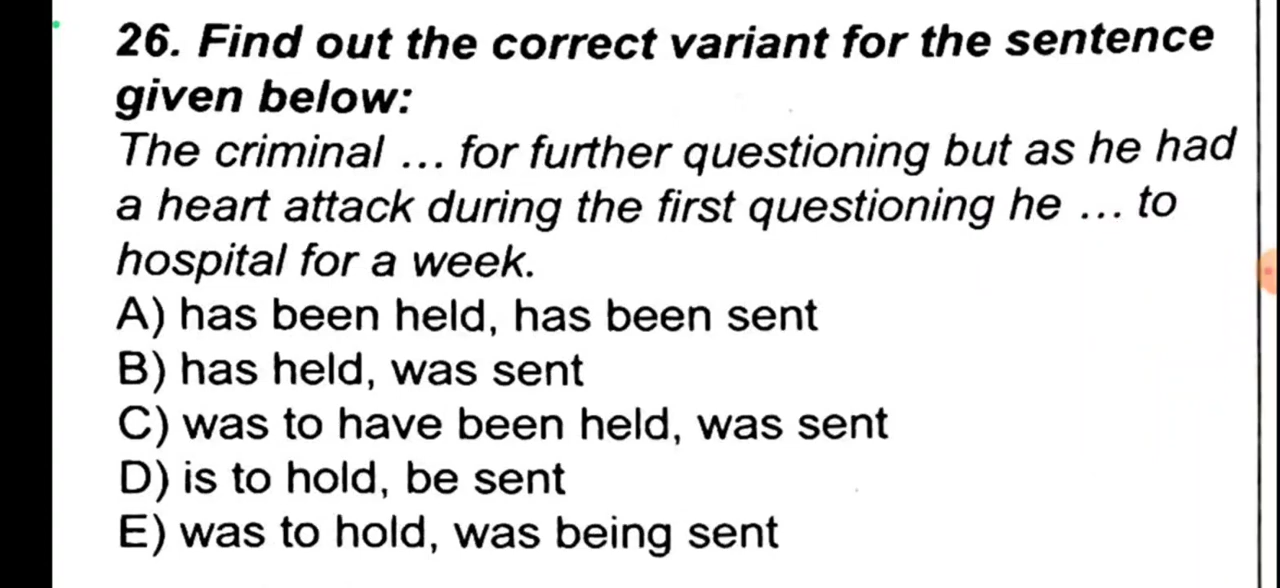 26. Find out the correct variant for the sentence
given below:
The criminal ... for further questioning but as he had
a heart attack during the first questioning he ... to
hospital for a week.
A) has been held, has been sent
B) has held, was sent
C) was to have been held, was sent
D) is to hold, be sent
E) was to hold, was being sent